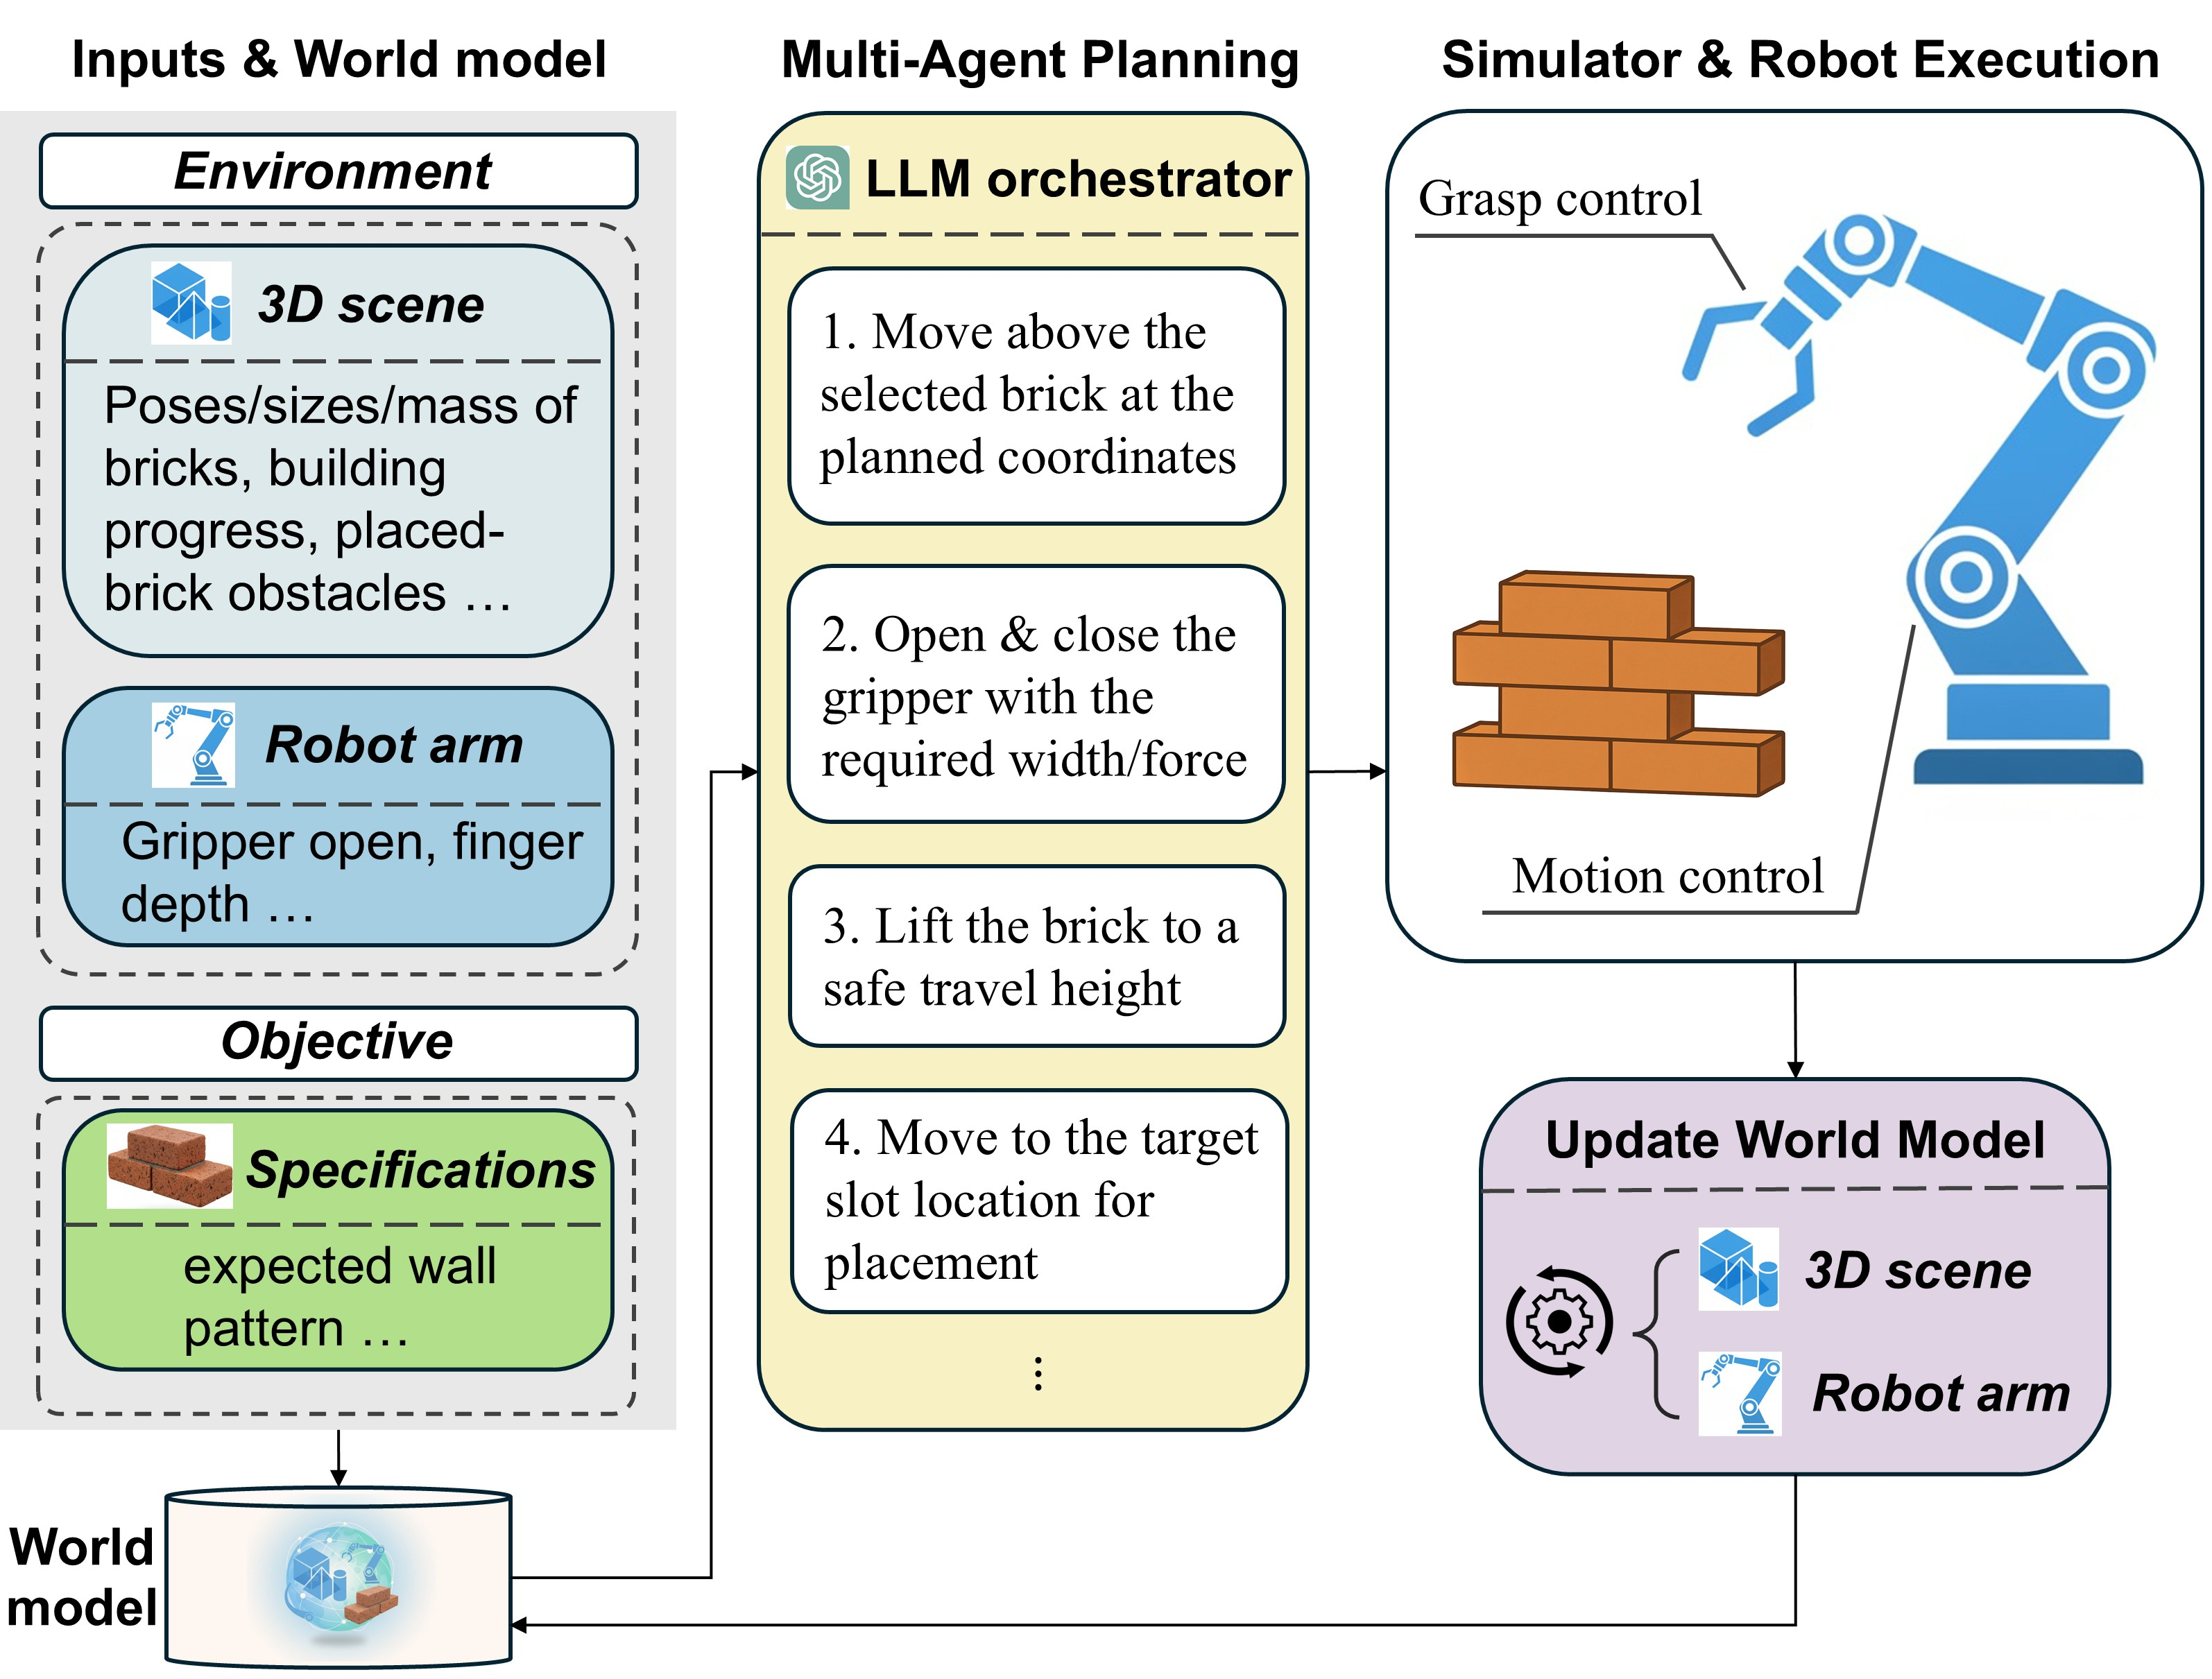 Inputs & World model
Environment
3D scene
Poses/sizes/mass of
bricks, building
progress, placed-
brick obstacles …
Robot arm
Gripper open, finger
depth …
Objective
Specifications
expected wall
pattern …
World
model
Multi-Agent Planning
LLM orchestrator
1. Move above the
selected brick at the
planned coordinates
2. Open & close the
gripper with the
required width/force
3. Lift the brick to a
safe travel height
4. Move to the target
slot location for
placement
⋮
Simulator & Robot Execution
Grasp control
Motion control
Update World Model
3D scene
Robot arm